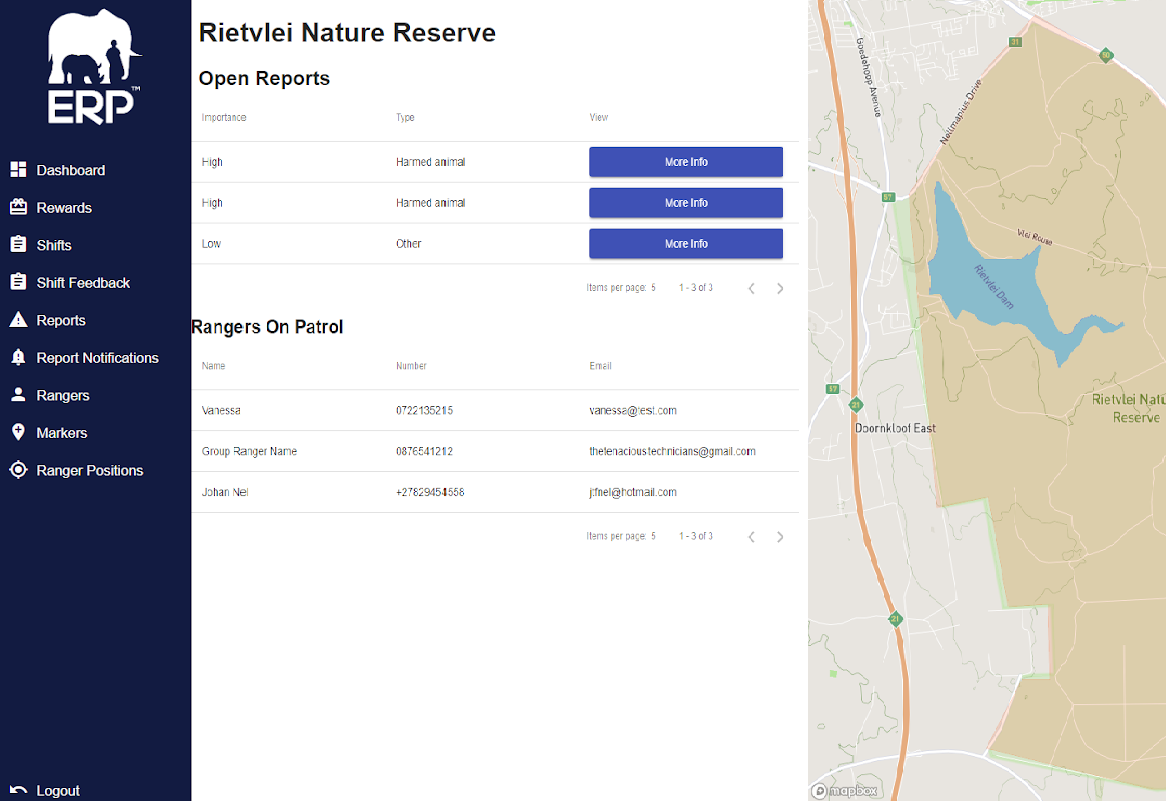 ERP™
Dashboard
Rewards
Shifts
Shift Feedback
Reports
Report Notifications
Rangers
Markers
Ranger Positions
Logout
Rietvlei Nature Reserve
Open Reports
Importance Type View
High Harmed animal More Info
High Harmed animal More Info
Low Other More Info
Items per page: 5 1 - 3 of 3
Rangers On Patrol
Name Number Email
Vanessa 0722135215 vanessa@test.com
Group Ranger Name 0876541212 thetenacioustechnicians@gmail.com
Johan Nel +27829454558 jtfnel@hotmail.com
Items per page: 5 1 - 3 of 3
Goedehoop Avenue
31
50
Nellmapius Drive
57
Vlei Route
Rietvlei Dam
57
21
Doornkloof East
Rietvlei Natu
Reserve
21
mapbox